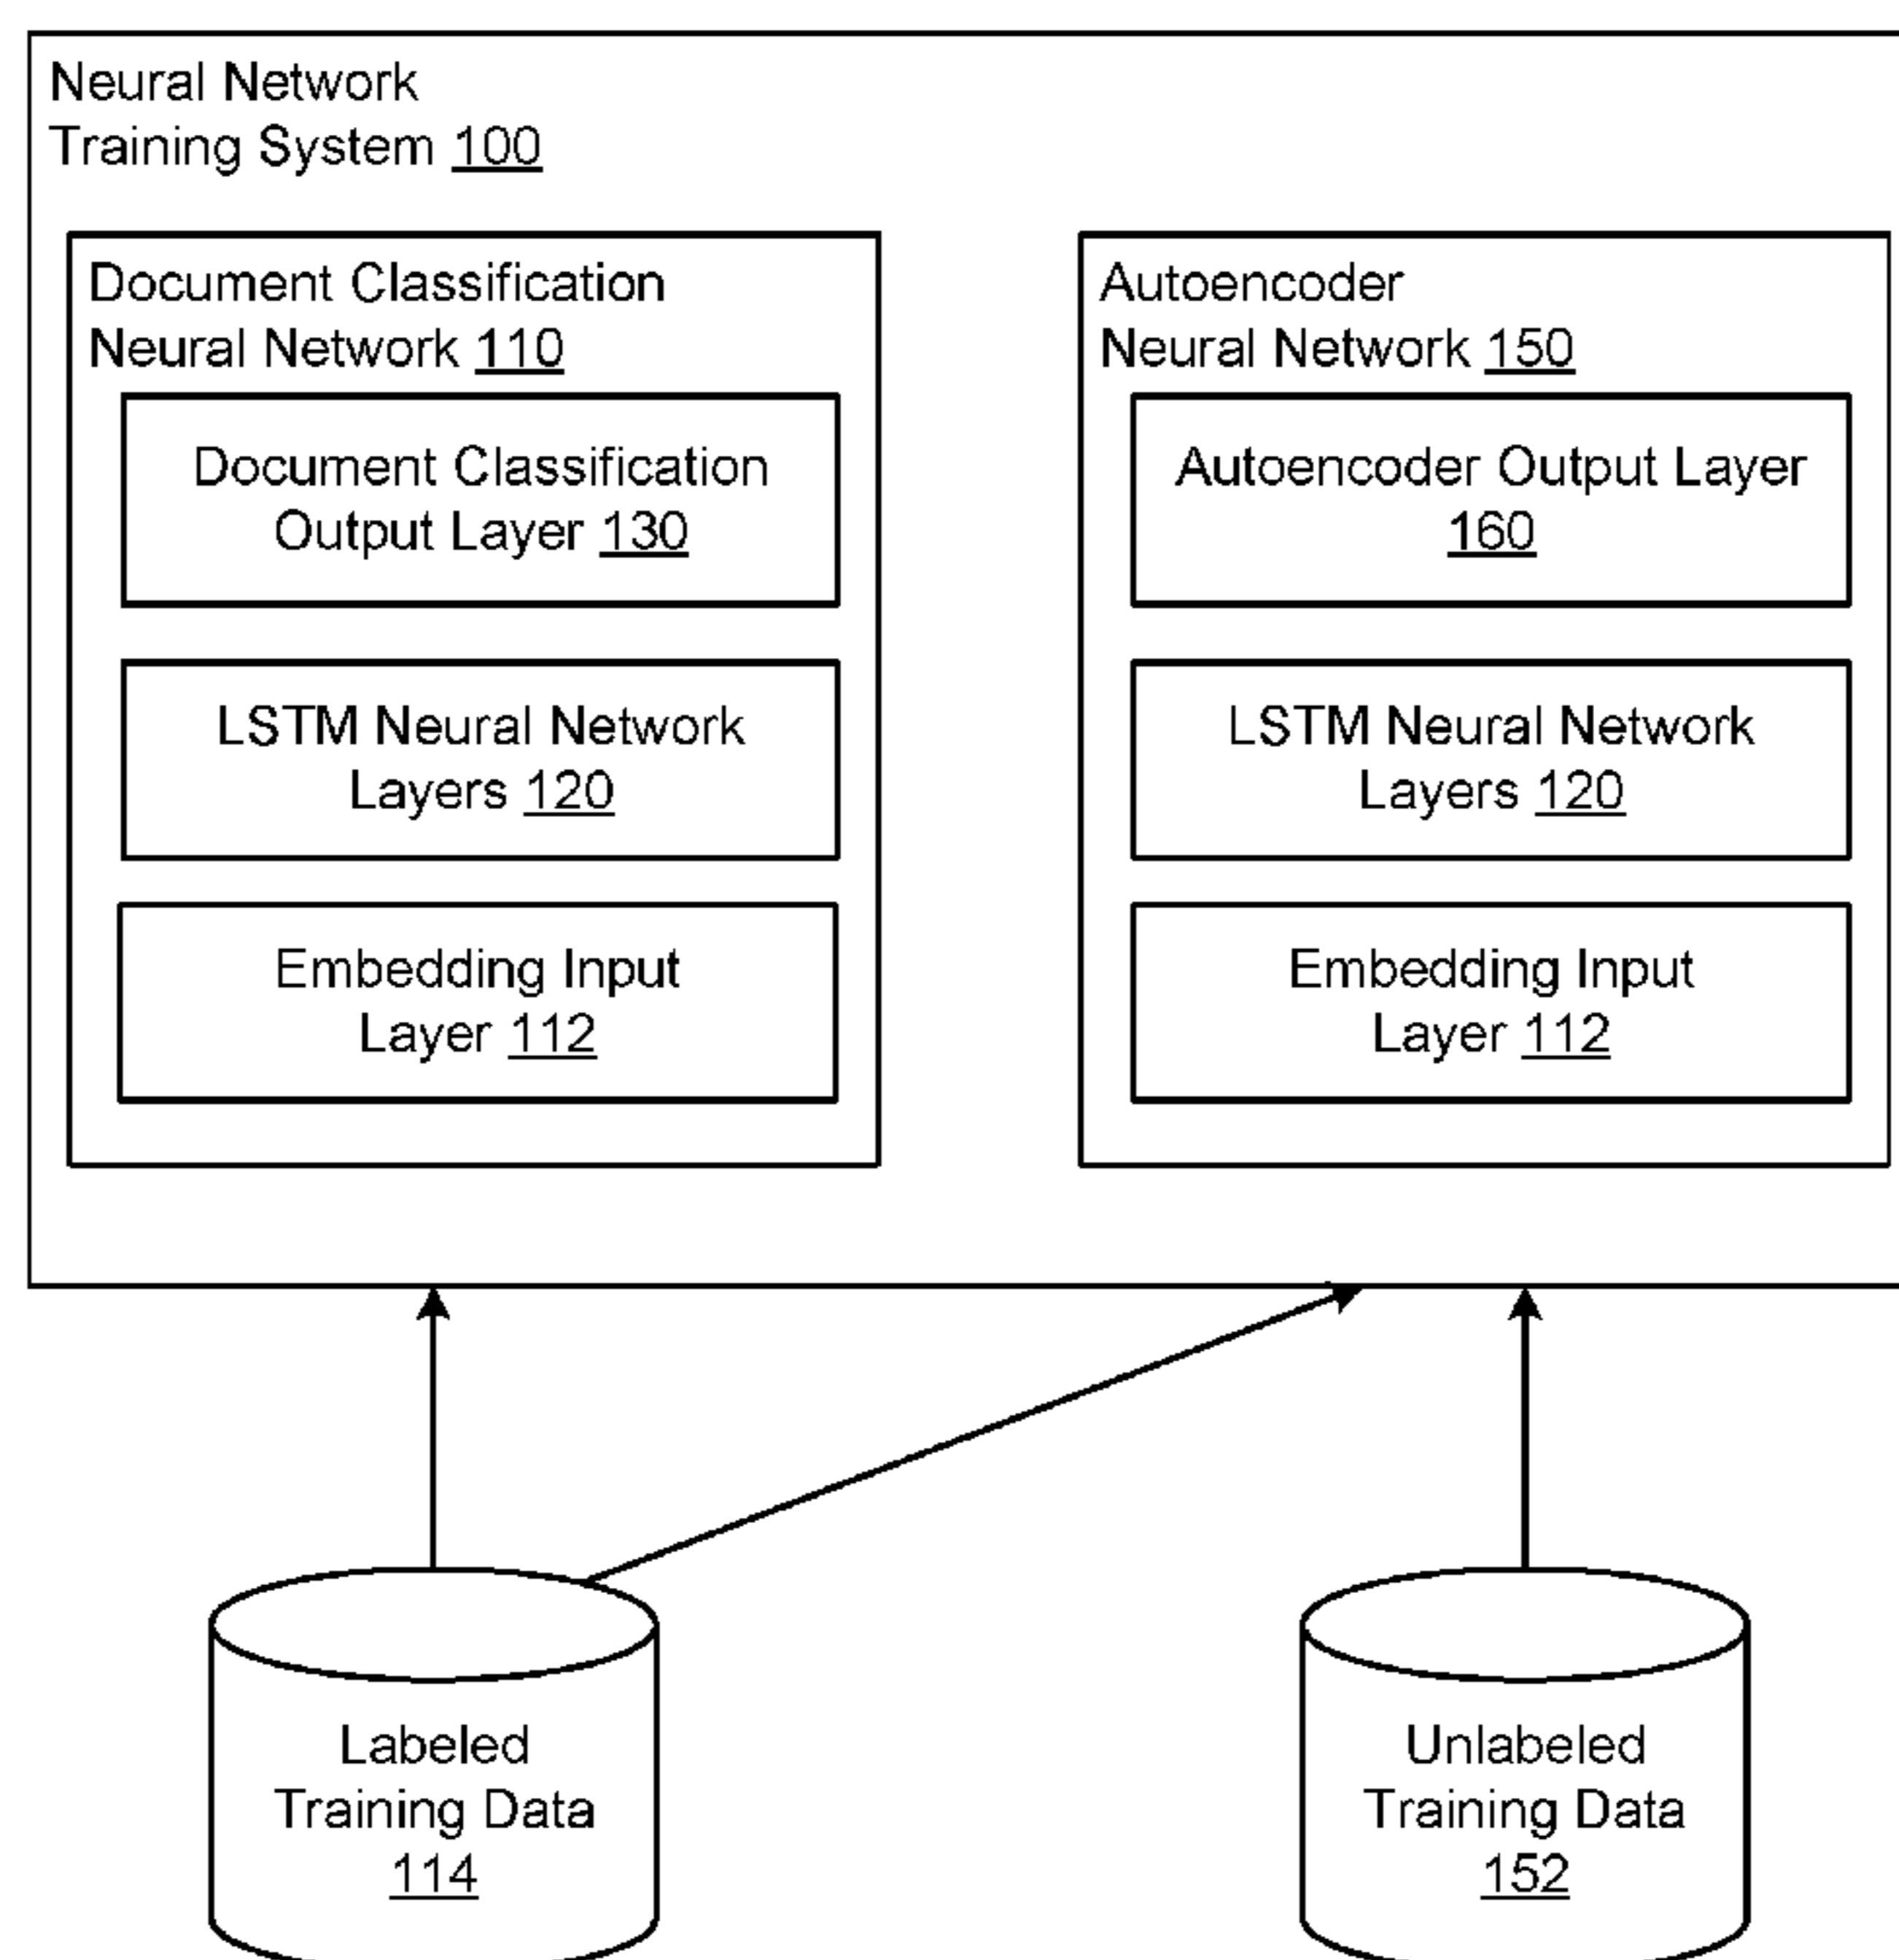 Neural Network
Training System 100
Document Classification
Neural Network 110
Document Classification
Output Layer 130
LSTM Neural Network
Layers 120
Embedding Input
Layer 112
Autoencoder
Neural Network 150
Autoencoder Output Layer
160
LSTM Neural Network
Layers 120
Embedding Input
Layer 112
Labeled
Training Data
114
Unlabeled
Training Data
152